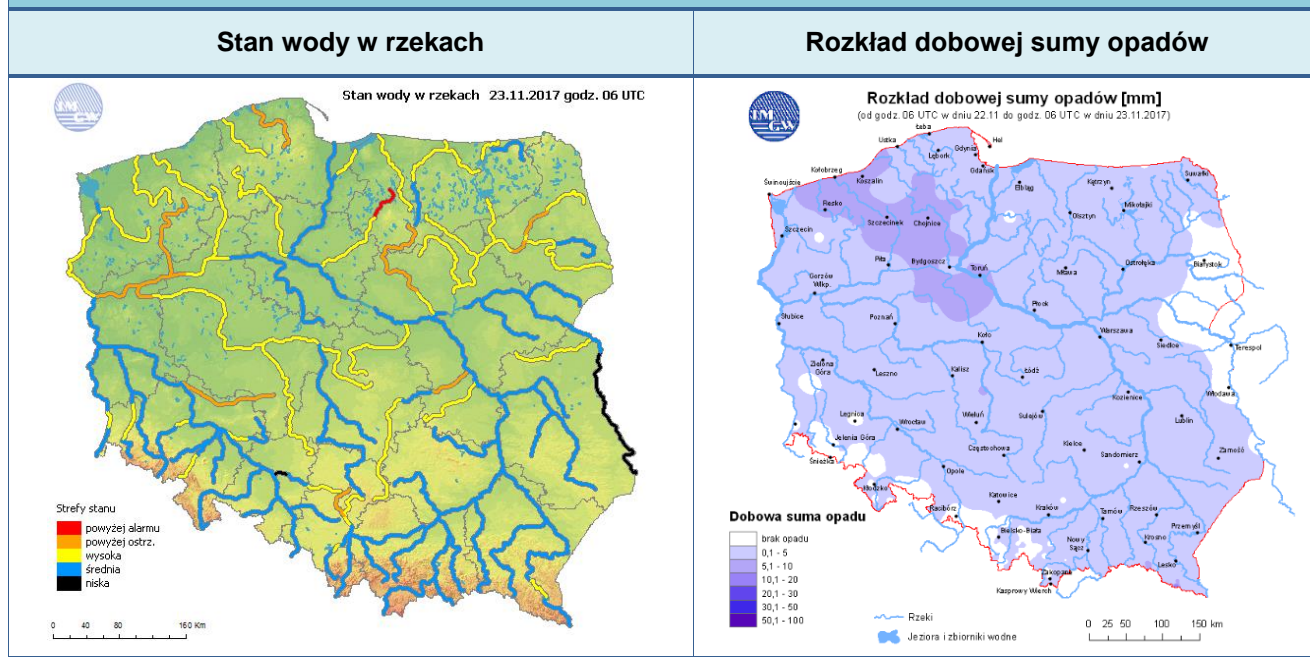 Stan wody w rzekach
Rozkład dobowej sumy opadów
IMGW
Stan wody w rzekach 23.11.2017 godz. 06 UTC
Strefy stanu
powyżej alarmu
powyżej ostrz.
wysoka
średnia
niska
0 40 80 160 Km
IMGW
Rozkład dobowej sumy opadów [mm]
(od godz. 06 UTC w dniu 22.11 do godz. 06 UTC w dniu 23.11.2017)
Łeba
Ustka
Hel
Gdynia
Lębork
Gdańsk
Kołobrzeg
Koszalin
Suwałki
Świnoujście
Elbląg
Kętrzyn
Resko
Szczecinek
Chojnice
Olsztyn
Mikołajki
Szczecin
Piła
Bydgoszcz
Toruń
Mława
Ostrołęka
Białystok
Gorzów
Wlkp.
Płock
Słubice
Poznań
Warszawa
Koło
Siedlce
Terespol
Zielona
Góra
Leszno
Kalisz
Łódź
Kozienice
Włodawa
Legnica
Wrocław
Wieluń
Sulejów
Lublin
Jelenia Góra
Śnieżka
Częstochowa
Kielce
Sandomierz
Zamość
Opole
Kłodzko
Katowice
Racibórz
Kraków
Tarnów
Rzeszów
Przemyśl
Bielsko-Biała
Nowy
Sącz
Krosno
Lesko
Zakopane
Kasprowy Wierch
Dobowa suma opadu
brak opadu
0,1 - 5
5,1 - 10
10,1 - 20
20,1 - 30
30,1 - 50
50,1 - 100
Rzeki
Jeziora i zbiorniki wodne
0 25 50 100 150 km